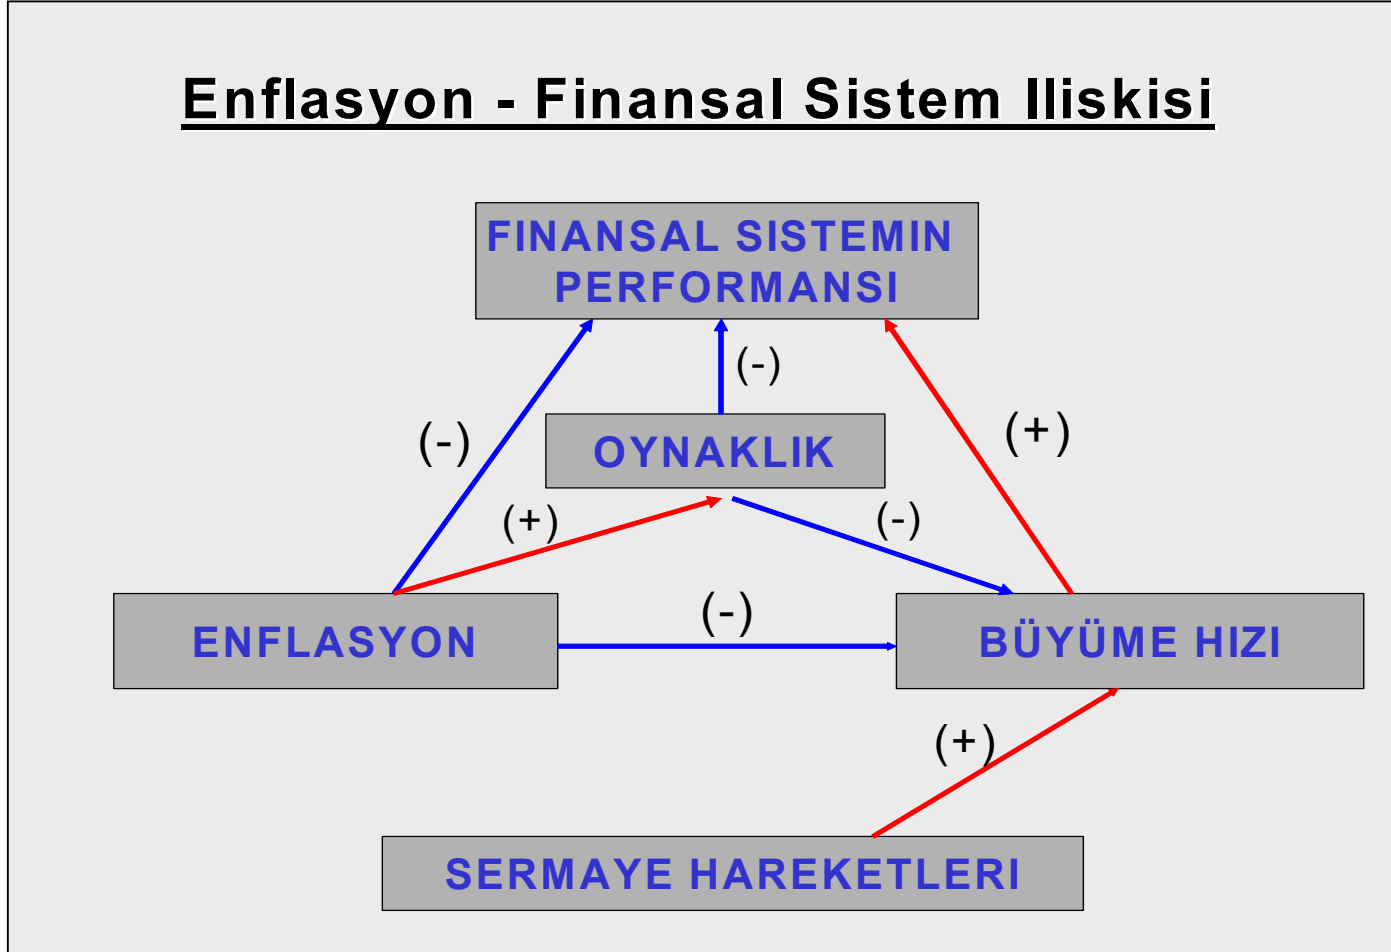 Enflasyon - Finansal Sistem Iliskisi
FINANSAL SISTEMIN
PERFORMANSI
(-)
(-)
(+)
OYNAKLIK
(+)
(-)
(-)
ENFLASYON
BÜYÜME HIZI
(+)
SERMAYE HAREKETLERI